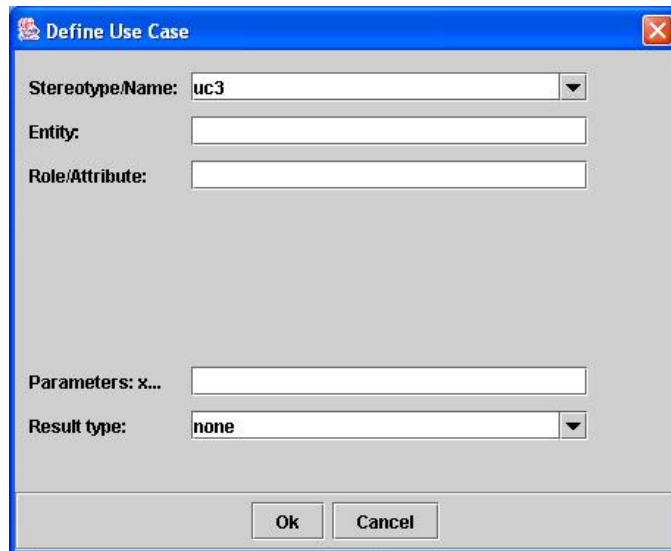 Define Use Case
Stereotype/Name: uc3
Entity:
Role/Attribute:
Parameters: x...
Result type: none
Ok Cancel